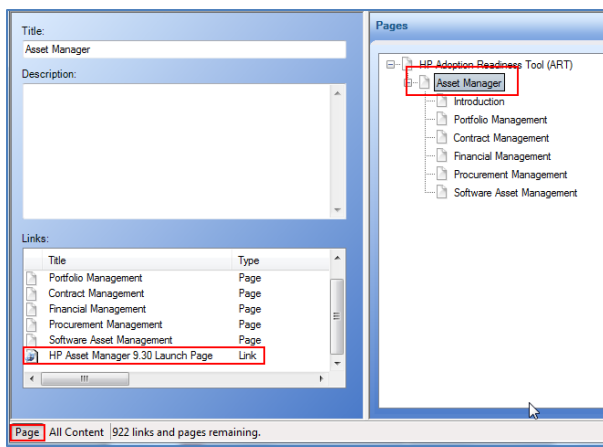 Title:
Asset Manager
Description:
Links:
Title Type
Portfolio Management Page
Contract Management Page
Financial Management Page
Procurement Management Page
Software Asset Management Page
HP Asset Manager 9.30 Launch Page Link
Page All Content 922 links and pages remaining.
Pages
HP Adoption Readiness Tool (ART)
Asset Manager
Introduction
Portfolio Management
Contract Management
Financial Management
Procurement Management
Software Asset Management